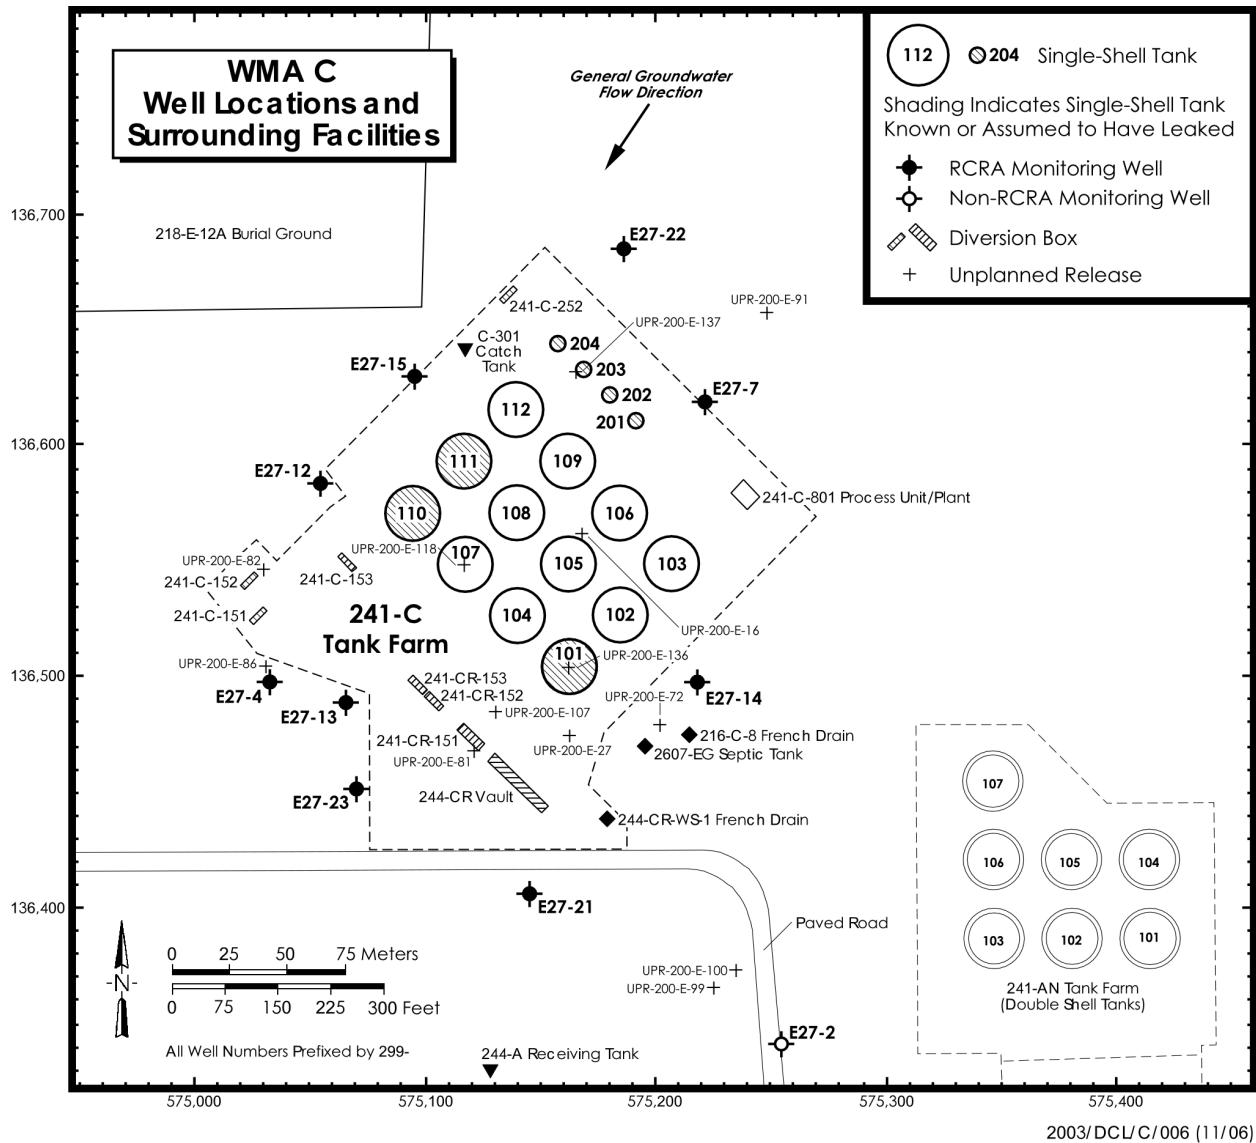 WMA C
Well Locations and
Surrounding Facilities
General Groundwater
Flow Direction
112
204
Single-Shell Tank
Shading Indicates Single-Shell Tank
Known or Assumed to Have Leaked
RCRA Monitoring Well
Non-RCRA Monitoring Well
Diversion Box
Unplanned Release
136,700
136,600
136,500
136,400
218-E-12A Burial Ground
E27-22
UPR-200-E-91
241-C-252
UPR-200-E-137
C-301
Catch
Tank
204
203
202
201
E27-15
E27-7
112
111
109
E27-12
110
108
106
241-C-801 Process Unit/Plant
UPR-200-E-118
107
105
103
UPR-200-E-82
241-C-152
241-C-153
241-C-151
241-C
Tank Farm
104
102
UPR-200-E-16
101
UPR-200-E-136
UPR-200-E-86
E27-4
E27-13
241-CR-153
241-CR-152
UPR-200-E-107
UPR-200-E-72
E27-14
241-CR-151
UPR-200-E-81
UPR-200-E-27
216-C-8 French Drain
2607-EG Septic Tank
E27-23
244-CR Vault
244-CR-WS-1 French Drain
E27-21
Paved Road
UPR-200-E-100
UPR-200-E-99
E27-2
244-A Receiving Tank
107
106
105
104
103
102
101
241-AN Tank Farm
(Double Shell Tanks)
N
0 25 50 75 Meters
0 75 150 225 300 Feet
All Well Numbers Prefixed by 299-
575,000
575,100
575,200
575,300
575,400
2003/DCL/C/006 (11/06)